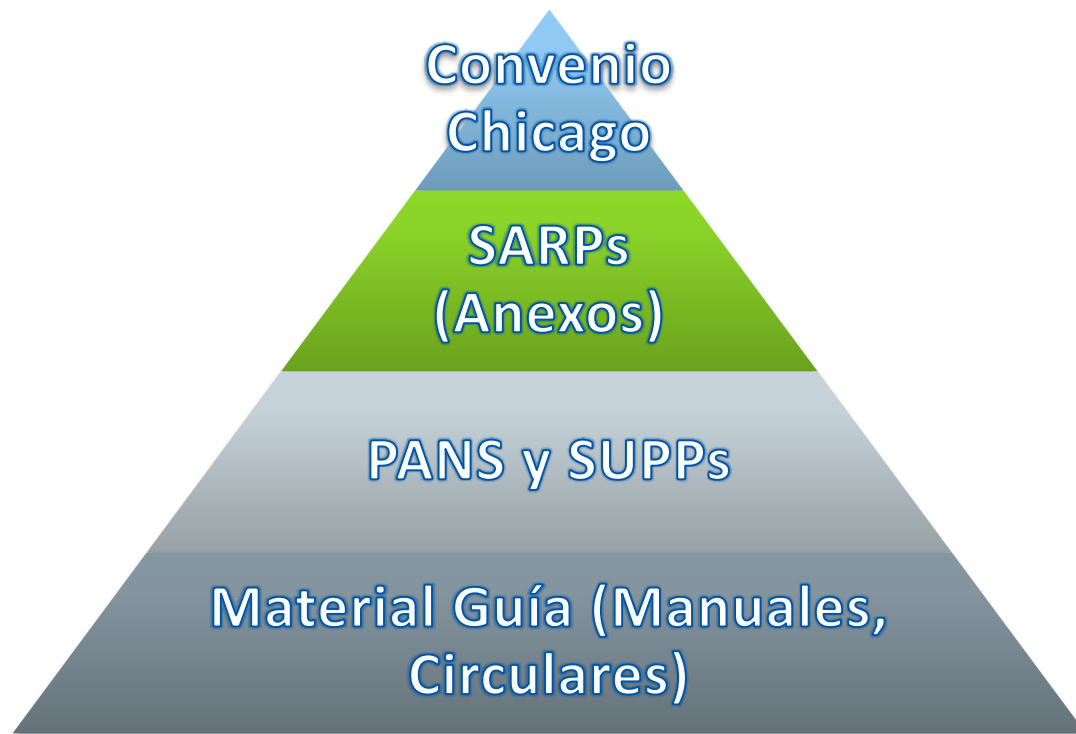 Convenio
Chicago
SARPs
(Anexos)
PANS y SUPPs
Material Guía (Manuales,
Circulares)